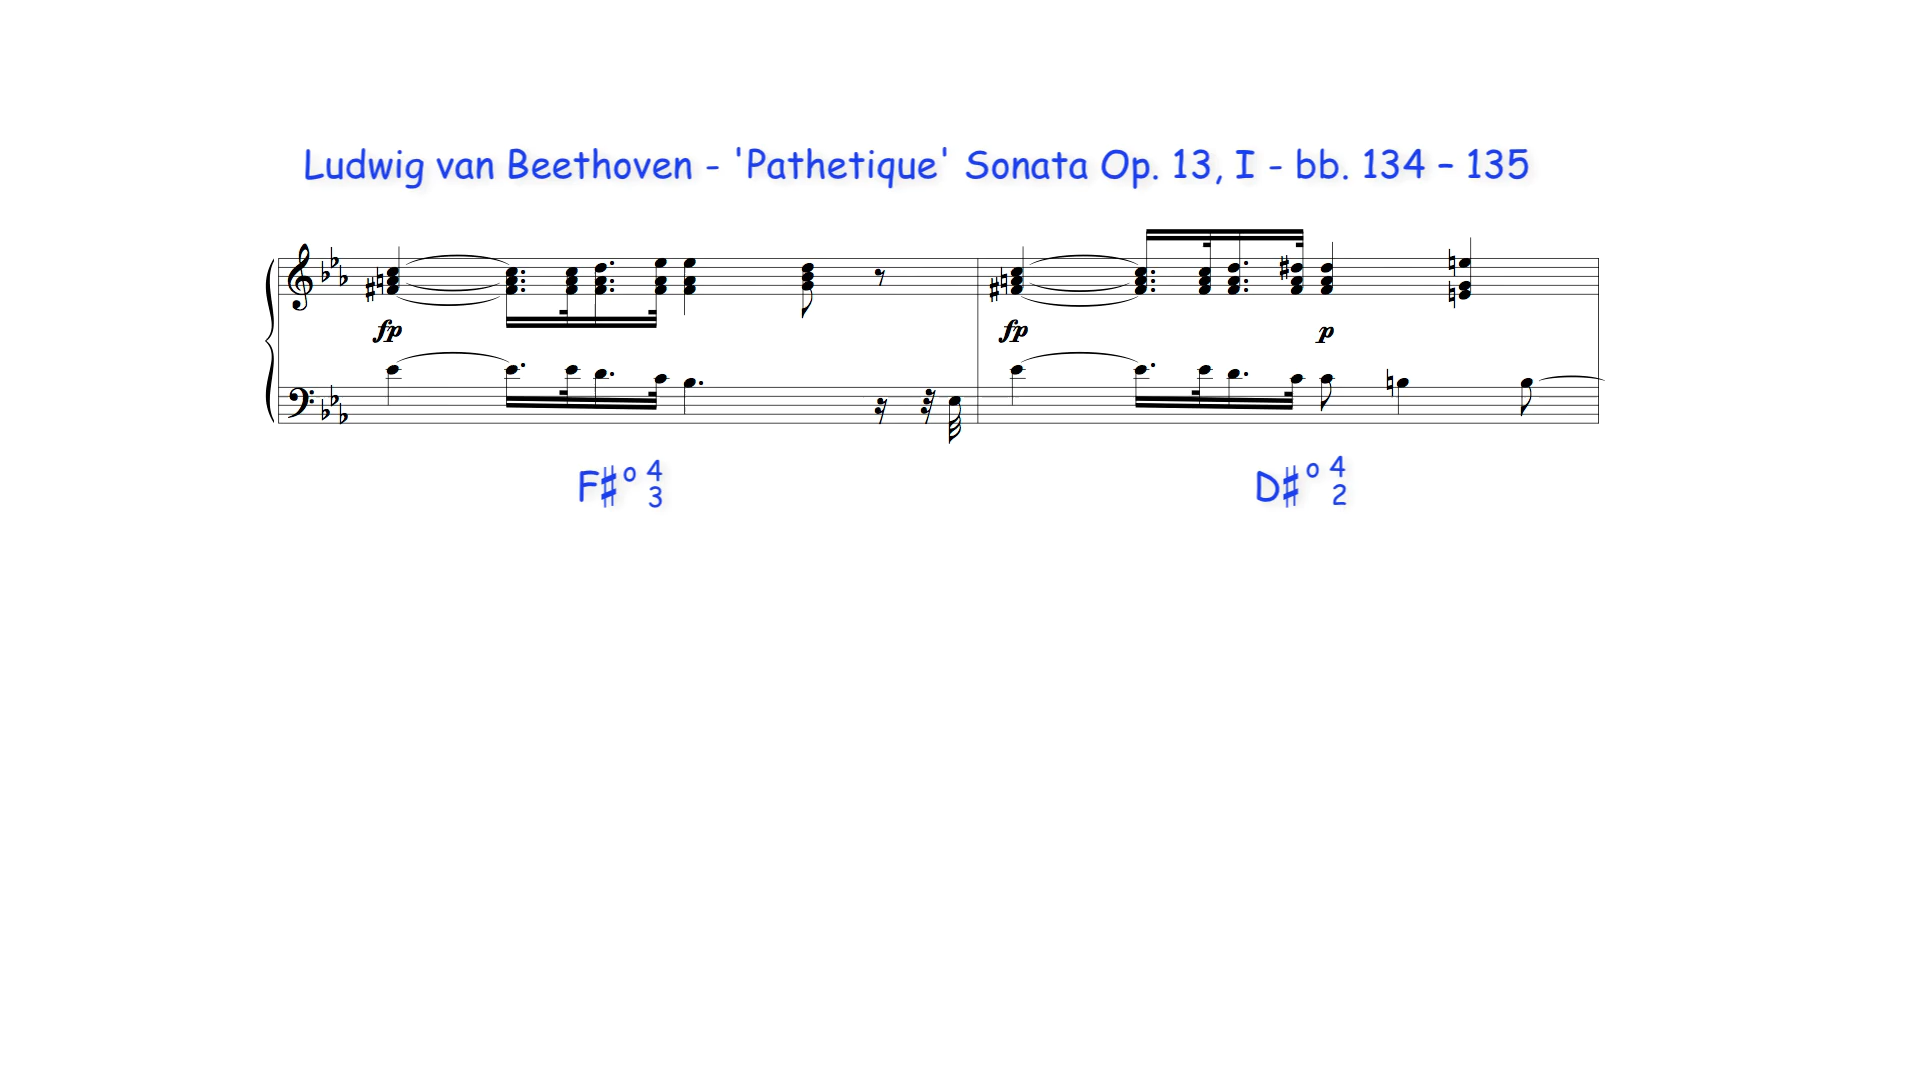 Ludwig van Beethoven - 'Pathetique' Sonata Op. 13, I - bb. 134 – 135
fp fp p
F♯° 4 3 D♯° 4 2